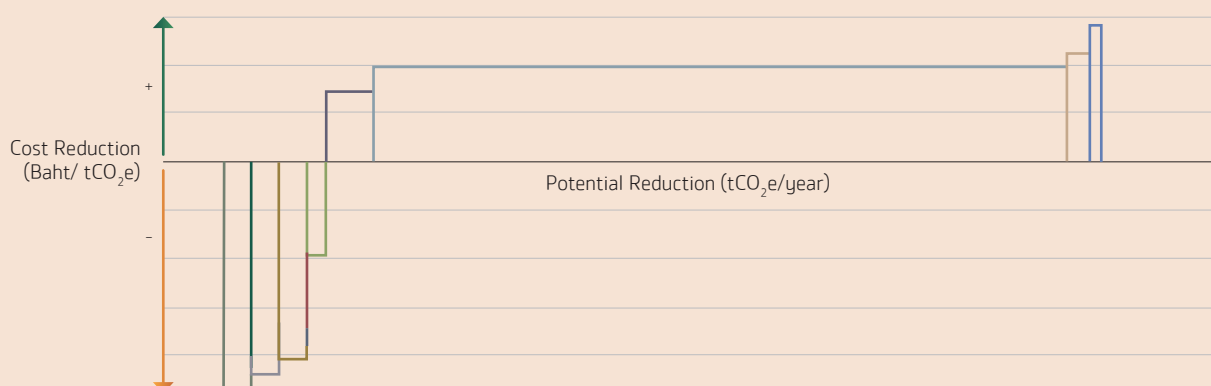 +
Cost Reduction
(Baht/ tCO₂e)
Potential Reduction (tCO₂e/year)
–